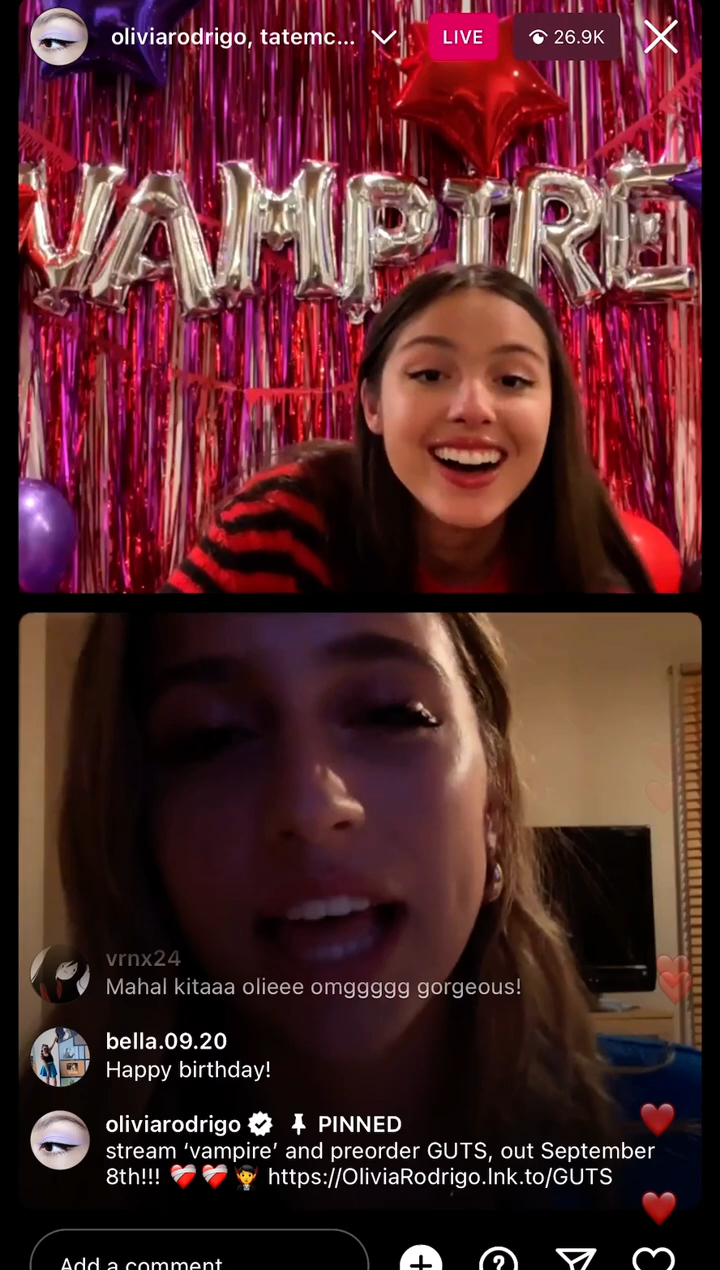 oliviarodrigo, tatemc...
LIVE
26.9K
VAMPIRE
vrnx24
Mahal kitaaa olieee omggggg gorgeous!
bella.09.20
Happy birthday!
oliviarodrigo PINNED
stream ‘vampire’ and preorder GUTS, out September
8th!!! ❤️‍🩹❤️‍🩹🧛 https://OliviaRodrigo.lnk.to/GUTS
Add a comment